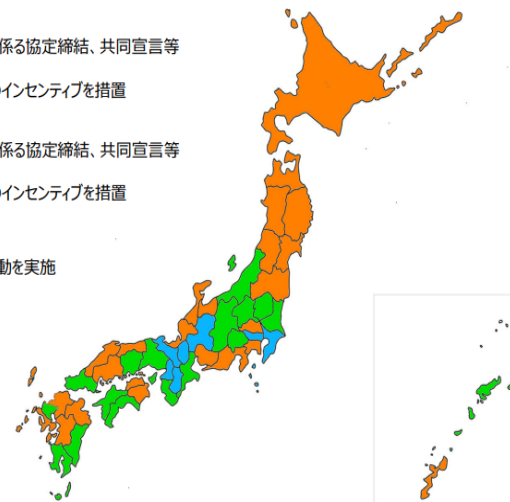 係る協定締結、共同宣言等
インセンティブを措置
係る協定締結、共同宣言等
インセンティブを措置
動を実施